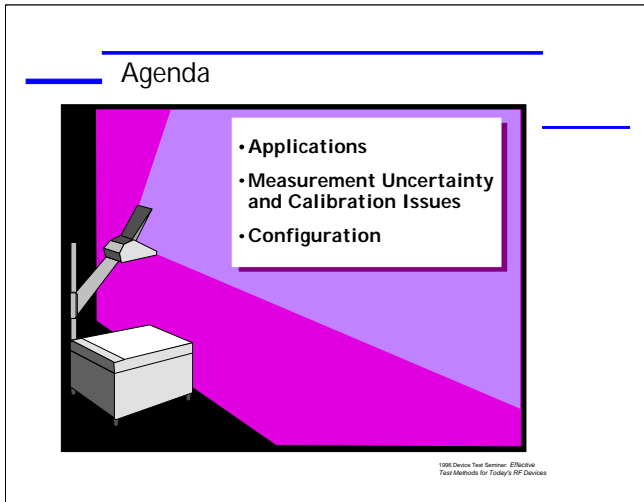 Agenda
• Applications
• Measurement Uncertainty
and Calibration Issues
• Configuration
1996 Device Test Seminar: Effective
Test Methods for Today's RF Devices